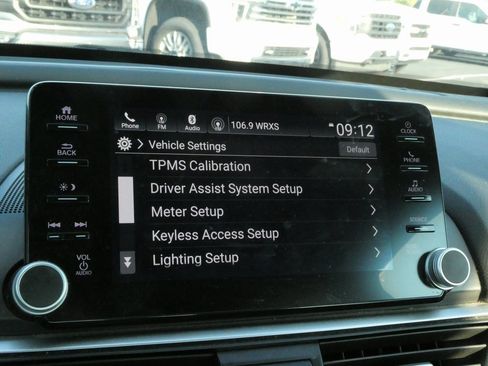 HOME
Phone FM Audio 106.9 WRXS 09:12
CLOCK
Vehicle Settings Default
BACK
TPMS Calibration
PHONE
Driver Assist System Setup
AUDIO
Meter Setup
Keyless Access Setup
SOURCE
Lighting Setup
VOL
AUDIO